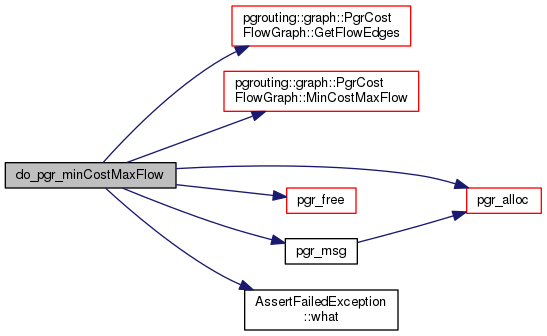 pgrouting::graph::PgrCost
FlowGraph::GetFlowEdges
pgrouting::graph::PgrCost
FlowGraph::MinCostMaxFlow
do_pgr_minCostMaxFlow
pgr_free
pgr_alloc
pgr_msg
AssertFailedException
::what